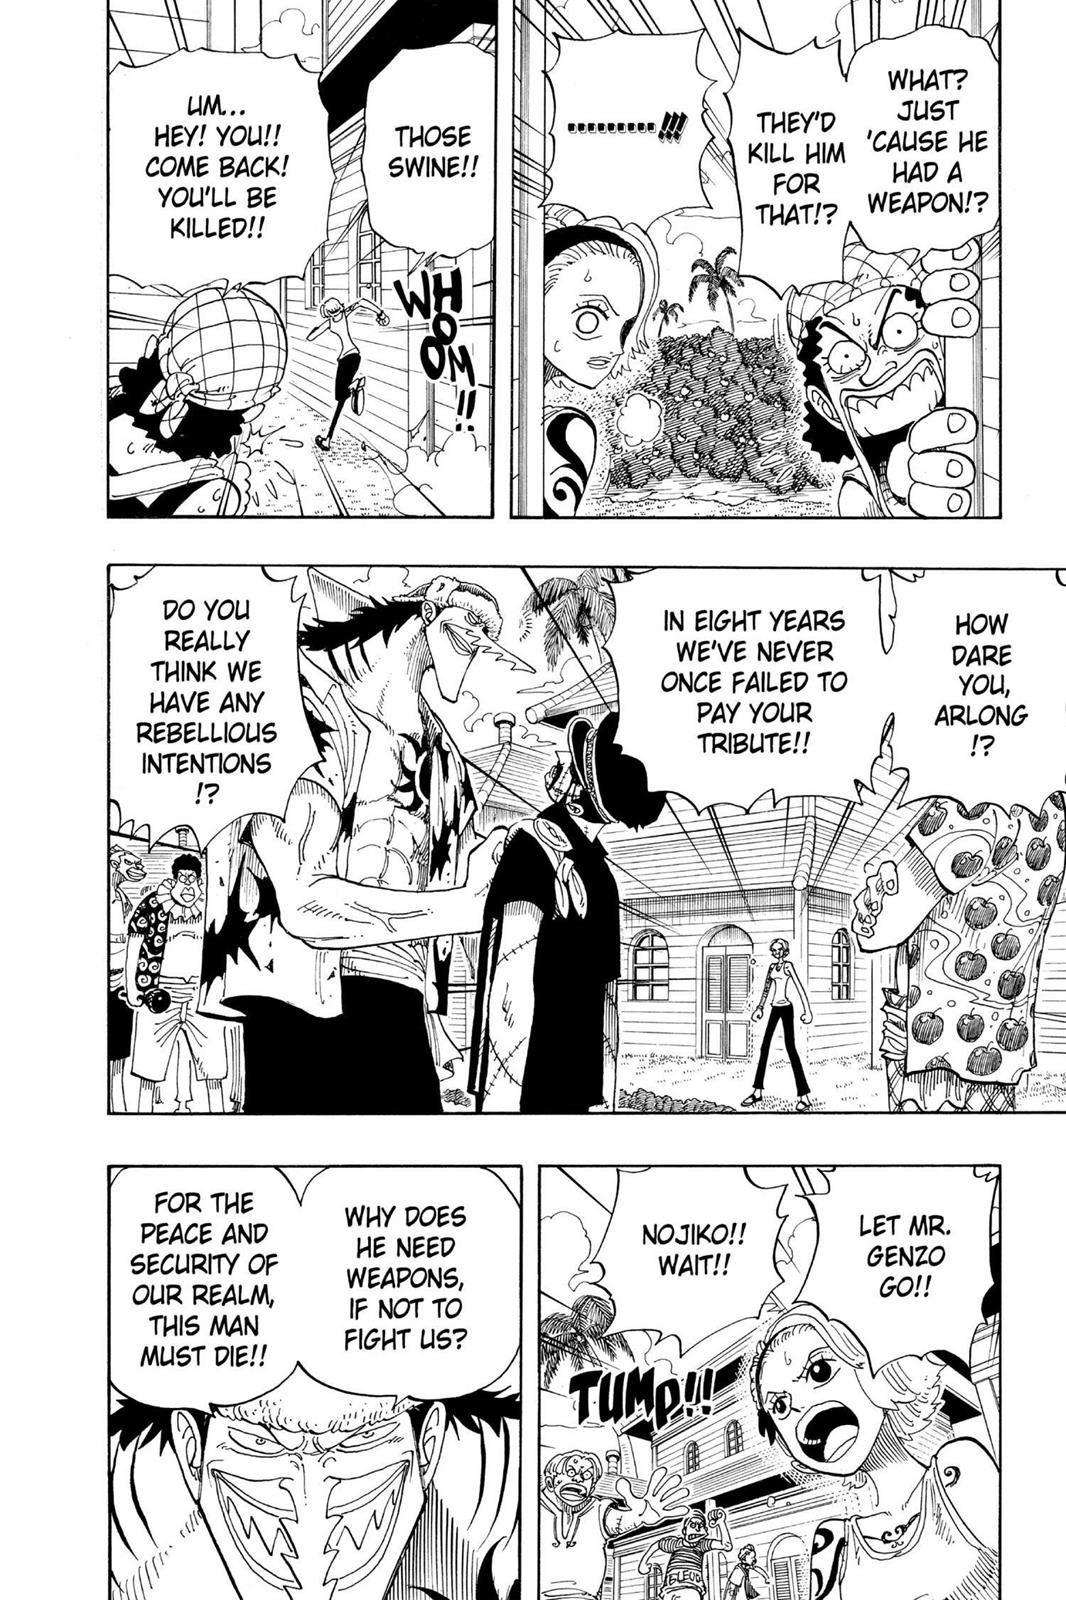 WHAT?
JUST
'CAUSE HE
HAD A
WEAPON!?
THEY'D
KILL HIM
FOR
THAT!?
..........!!!
THOSE
SWINE!!
UM...
HEY! YOU!!
COME BACK!
YOU'LL BE
KILLED!!
WHOOM!!
HOW
DARE
YOU,
ARLONG
!?
IN EIGHT YEARS
WE'VE NEVER
ONCE FAILED TO
PAY YOUR
TRIBUTE!!
DO YOU
REALLY
THINK WE
HAVE ANY
REBELLIOUS
INTENTIONS
!?
LET MR.
GENZO
GO!!
NOJIKO!!
WAIT!!
TUMP!!
BLEUE
WHY DOES
HE NEED
WEAPONS,
IF NOT TO
FIGHT US?
FOR THE
PEACE AND
SECURITY OF
OUR REALM,
THIS MAN
MUST DIE!!